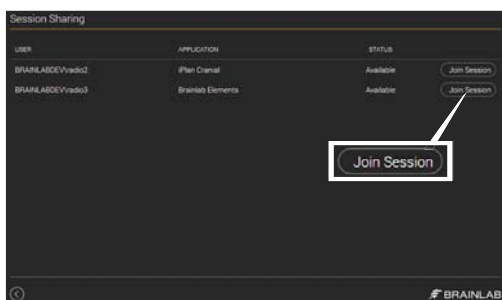 Session Sharing
USER APPLICATION STATUS
BRAINLABDEV\radio2 iPlan Cranial Available Join Session
BRAINLABDEV\radio3 Brainlab Elements Available Join Session
Join Session
BRAINLAB